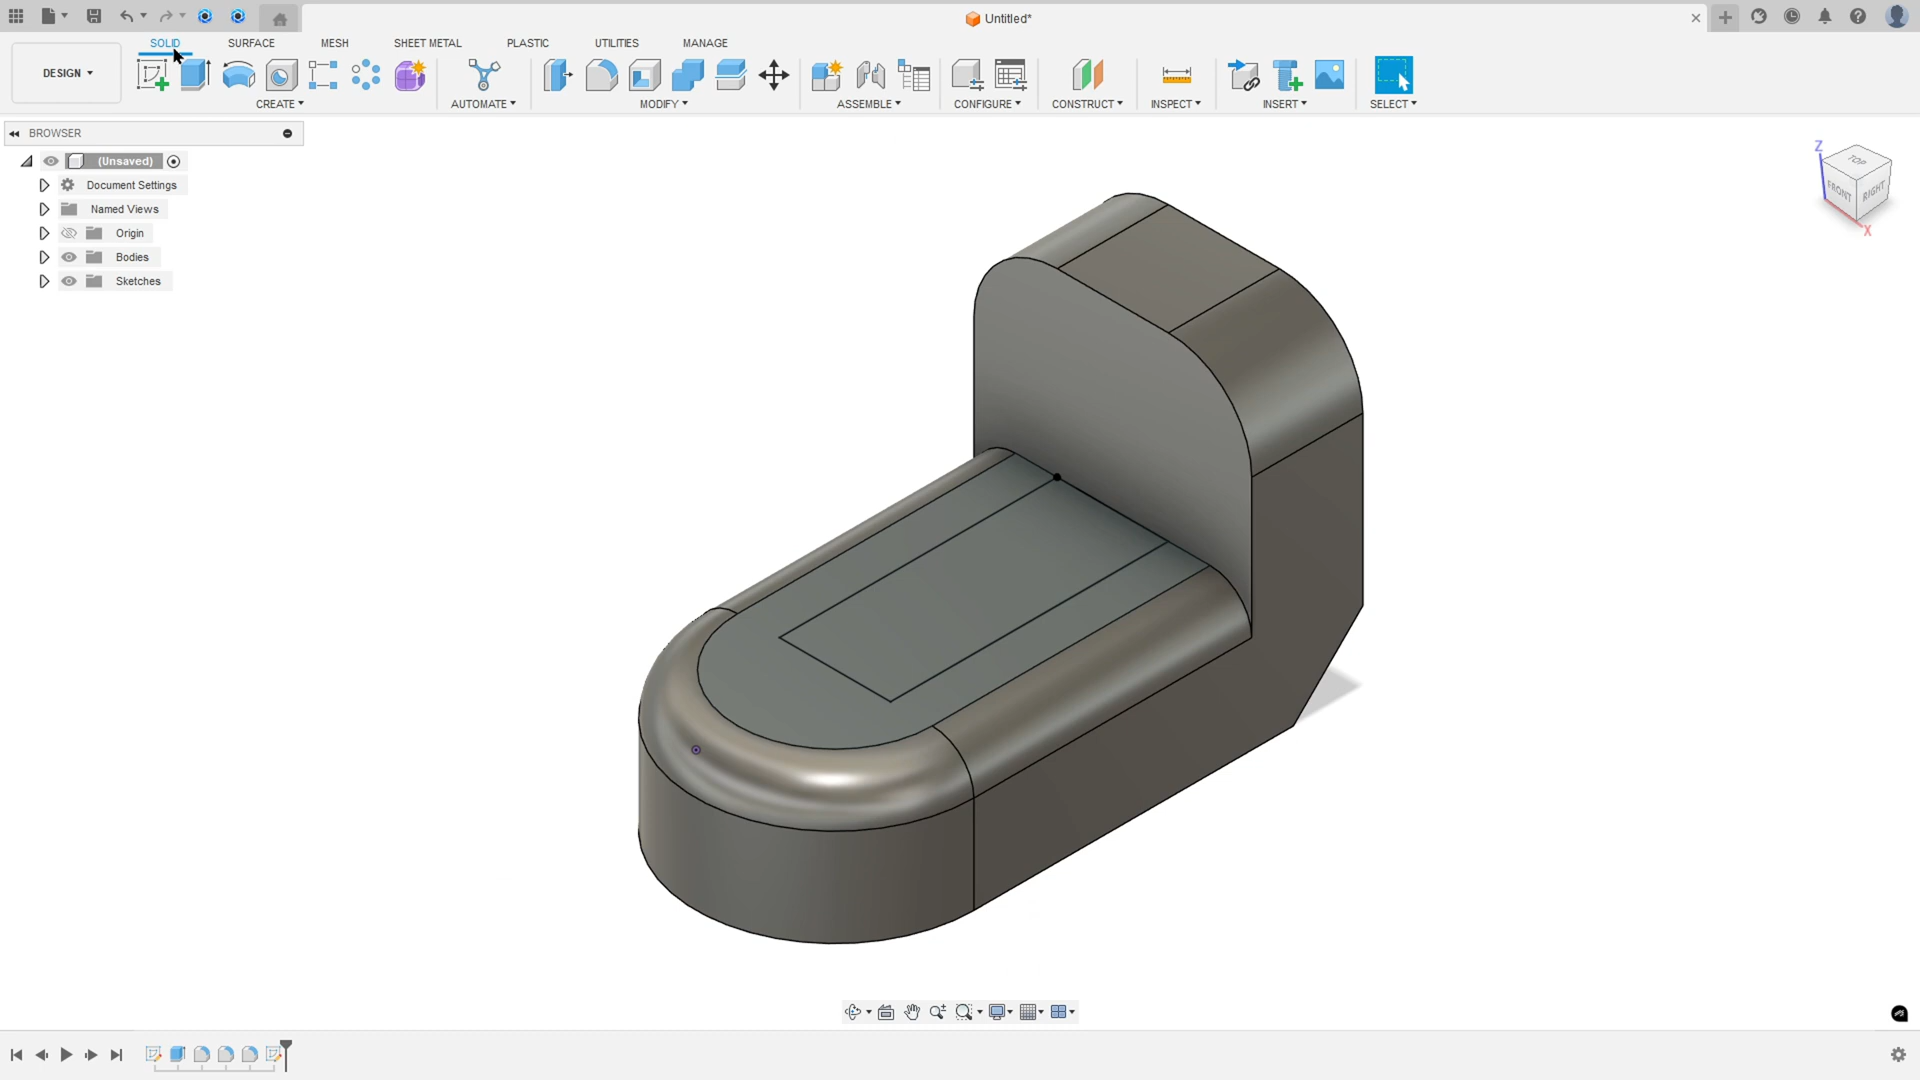 Untitled*
SOLID SURFACE MESH SHEET METAL PLASTIC UTILITIES MANAGE
DESIGN
CREATE AUTOMATE MODIFY ASSEMBLE CONFIGURE CONSTRUCT INSPECT INSERT SELECT
BROWSER
(Unsaved)
Document Settings
Named Views
Origin
Bodies
Sketches
Z
TOP
FRONT RIGHT
X